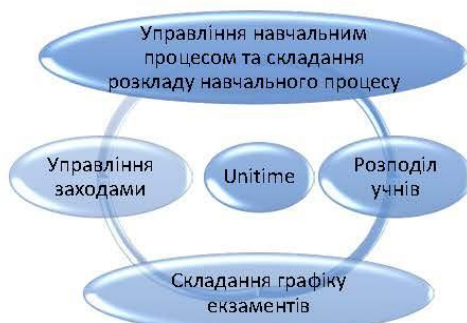 Управління навчальним
процесом та складання
розкладу навчального процесу
Управління
заходами
Unitime
Розподіл
учнів
Складання графіку
екзаментів